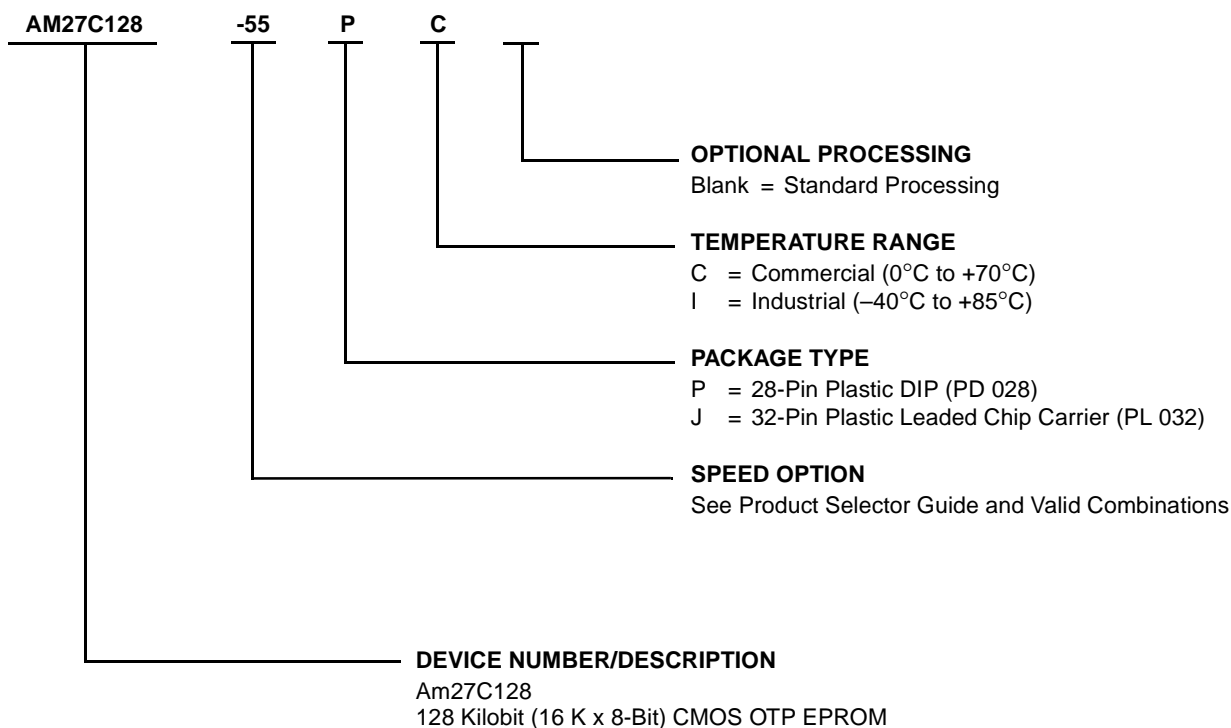 AM27C128 -55 P C
OPTIONAL PROCESSING
Blank = Standard Processing
TEMPERATURE RANGE
C = Commercial (0°C to +70°C)
I = Industrial (–40°C to +85°C)
PACKAGE TYPE
P = 28-Pin Plastic DIP (PD 028)
J = 32-Pin Plastic Leaded Chip Carrier (PL 032)
SPEED OPTION
See Product Selector Guide and Valid Combinations
DEVICE NUMBER/DESCRIPTION
Am27C128
128 Kilobit (16 K x 8-Bit) CMOS OTP EPROM